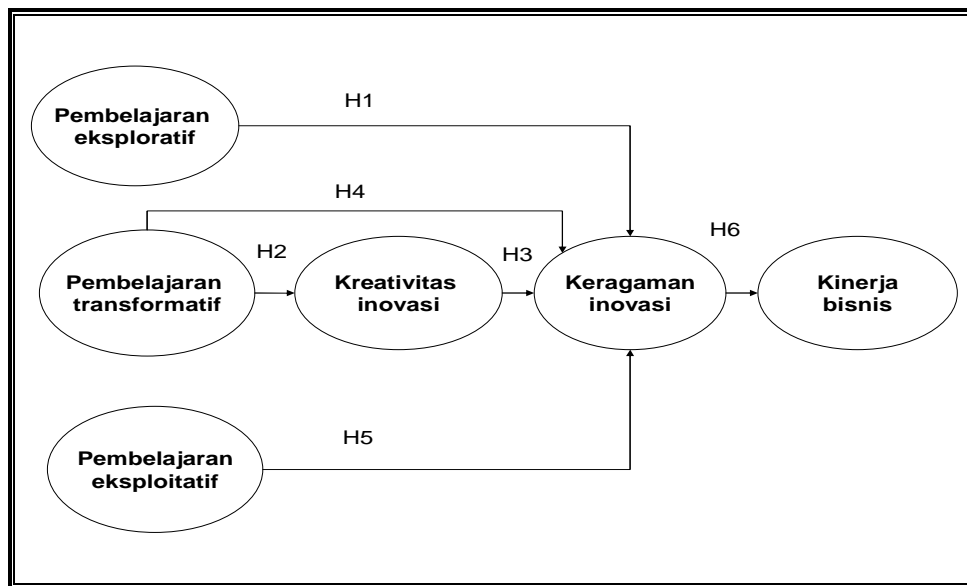 H1
Pembelajaran
eksploratif
H4
Pembelajaran
transformatif
H2
Kreativitas
inovasi
H3
Keragaman
inovasi
H6
Kinerja
bisnis
H5
Pembelajaran
eksploitatif